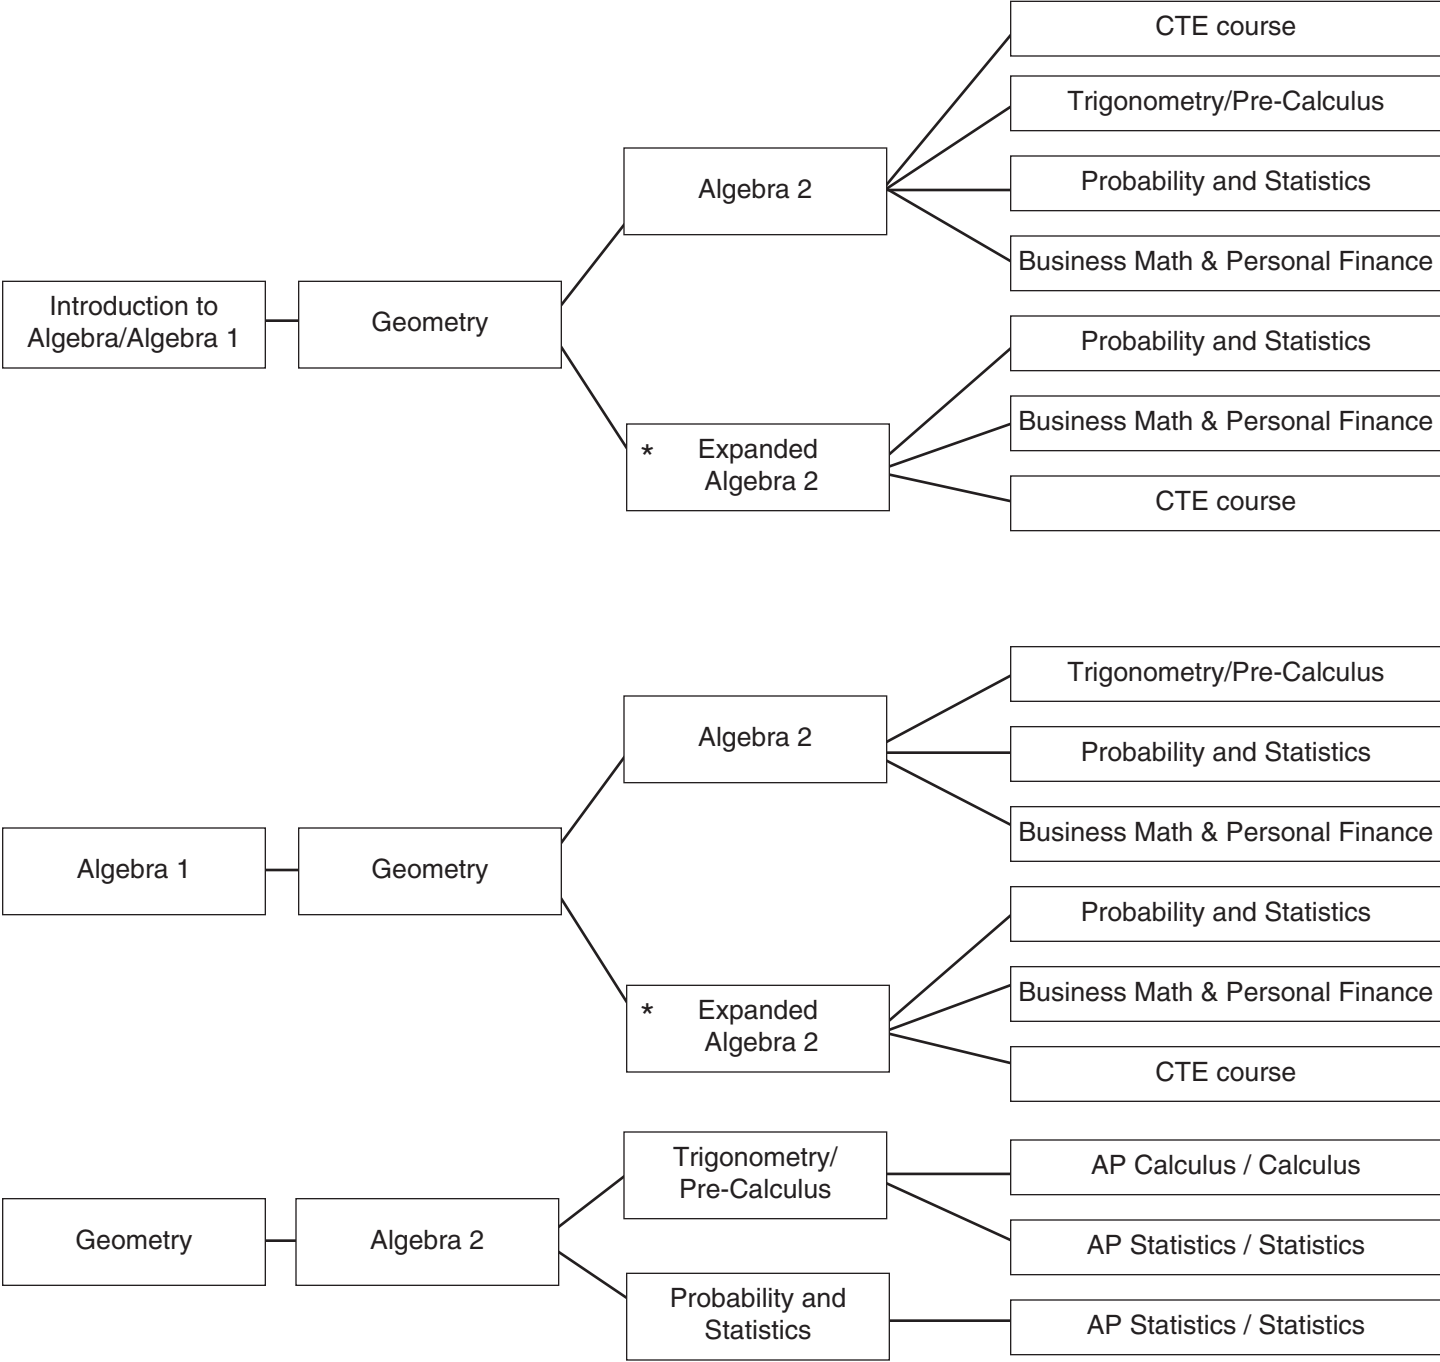 CTE course
Trigonometry/Pre-Calculus
Algebra 2
Probability and Statistics
Business Math & Personal Finance
Introduction to
Algebra/Algebra 1
Geometry
Probability and Statistics
Business Math & Personal Finance
* Expanded
Algebra 2
CTE course
Trigonometry/Pre-Calculus
Algebra 2
Probability and Statistics
Business Math & Personal Finance
Algebra 1
Geometry
Probability and Statistics
Business Math & Personal Finance
* Expanded
Algebra 2
CTE course
Trigonometry/
Pre-Calculus
AP Calculus / Calculus
Geometry
Algebra 2
AP Statistics / Statistics
Probability and
Statistics
AP Statistics / Statistics